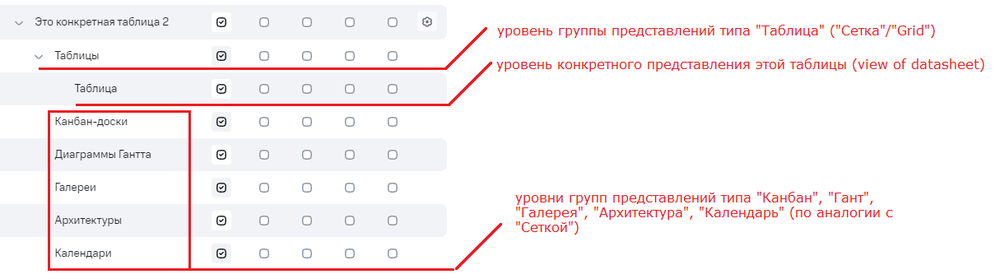 Это конкретная таблица 2
уровень группы представлений типа "Таблица" ("Сетка"/"Grid")
Таблицы
уровень конкретного представления этой таблицы (view of datasheet)
Таблица
Канбан-доски
Диаграммы Гантта
Галереи
уровни групп представлений типа "Канбан", "Гант",
"Галерея", "Архитектура", "Календарь" (по аналогии с
"Сеткой")
Архитектуры
Календари